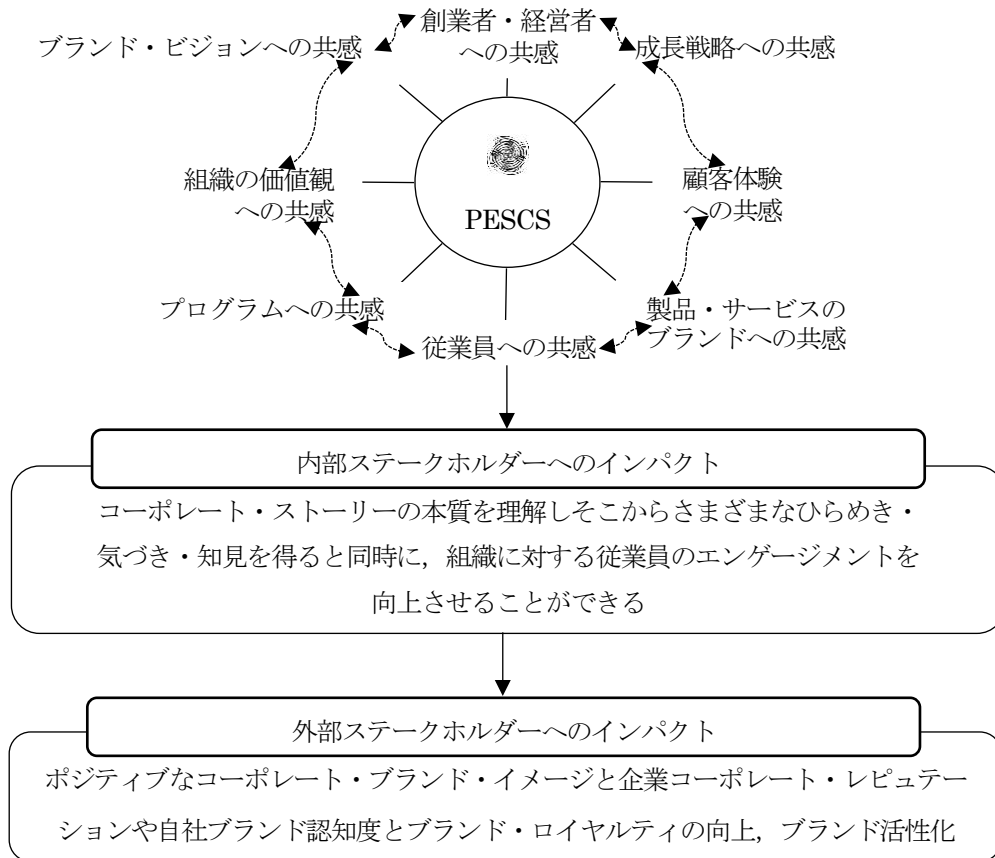 創業者・経営者
への共感
ブランド・ビジョンへの共感
成長戦略への共感
組織の価値観
への共感
顧客体験
への共感
PESCS
プログラムへの共感
製品・サービスの
ブランドへの共感
従業員への共感
内部ステークホルダーへのインパクト
コーポレート・ストーリーの本質を理解しそこからさまざまなひらめき・
気づき・知見を得ると同時に，組織に対する従業員のエンゲージメントを
向上させることができる
外部ステークホルダーへのインパクト
ポジティブなコーポレート・ブランド・イメージと企業コーポレート・レピュテー
ションや自社ブランド認知度とブランド・ロイヤルティの向上，ブランド活性化